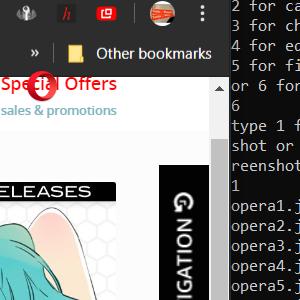 h
»
Other bookmarks
Special Offers
sales & promotions
ELEASES
IGATION
2 for ca
3 for ch
4 for ec
5 for fi
or 6 for
6
type 1 f
shot or
reenshot
1
opera1.j
opera2.j
opera3.j
opera4.j
opera5.j